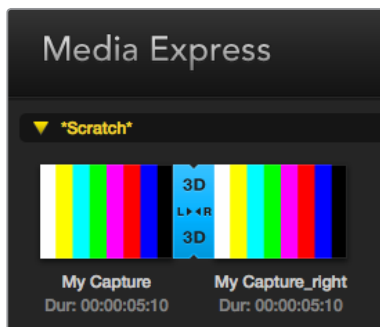 Media Express
*Scratch*
3D
L R
3D
My Capture My Capture_right
Dur: 00:00:05:10 Dur: 00:00:05:10